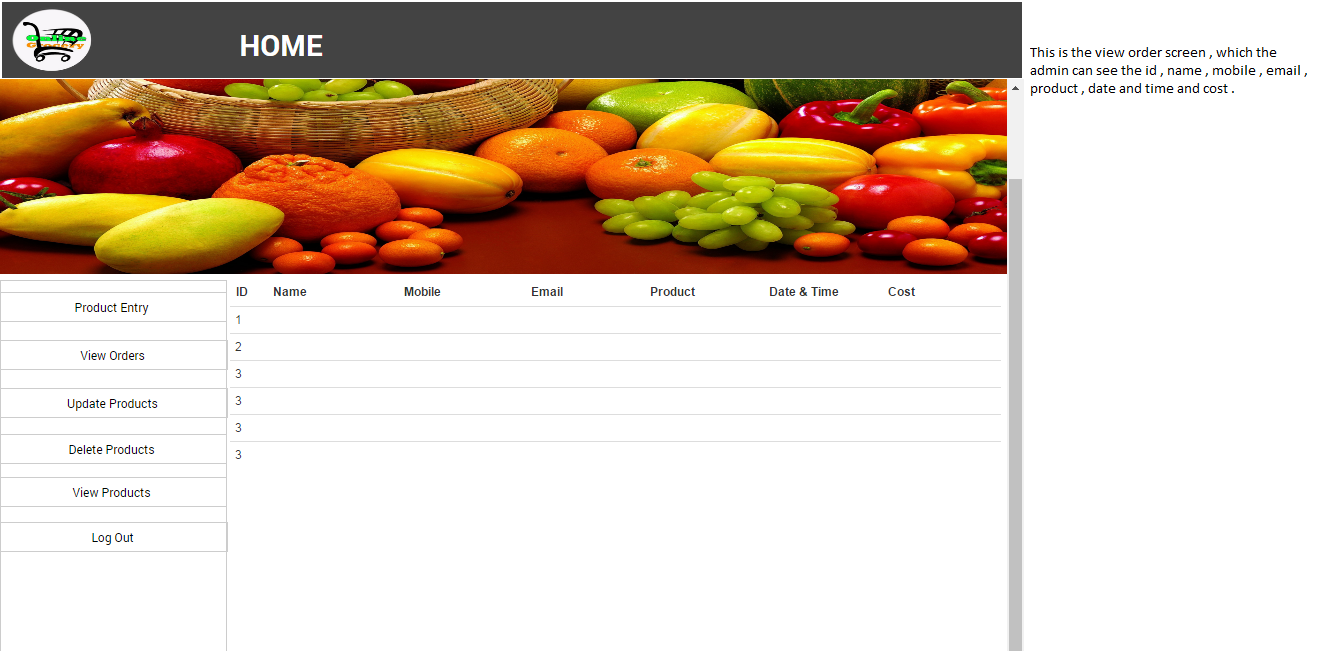 Online
Grocery
HOME
This is the view order screen , which the
admin can see the id , name , mobile , email ,
product , date and time and cost .
Product Entry
View Orders
Update Products
Delete Products
View Products
Log Out
ID Name Mobile Email Product Date & Time Cost
1
2
3
3
3
3